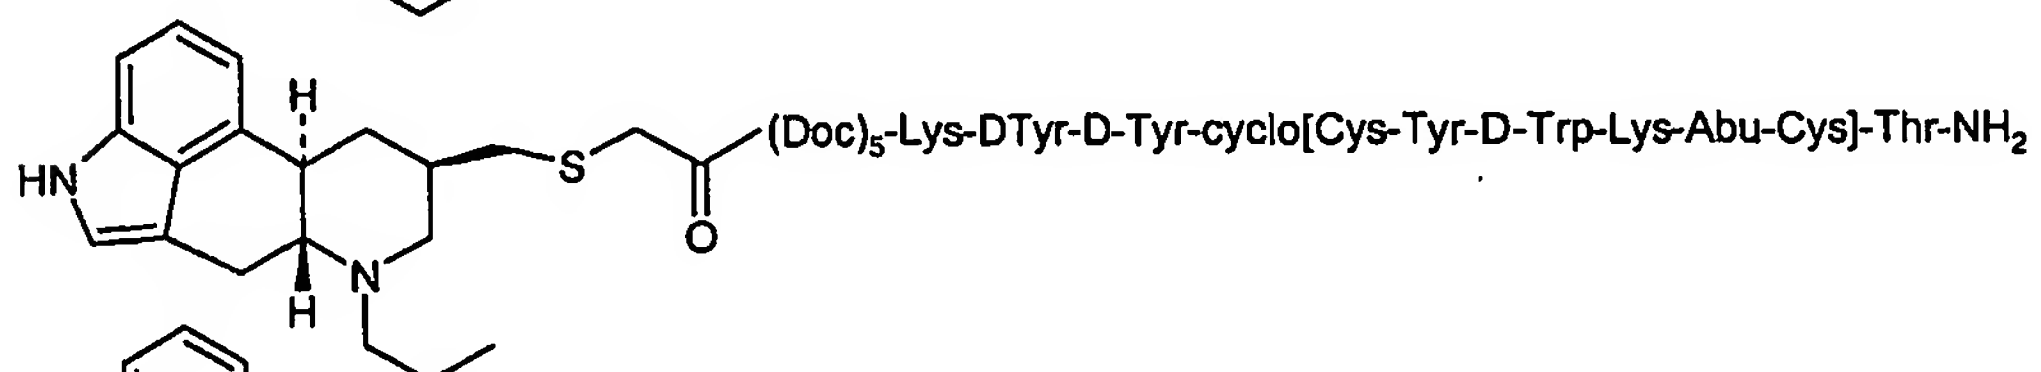 H
(Doc)5-Lys-DTyr-D-Tyr-cyclo[Cys-Tyr-D-Trp-Lys-Abu-Cys]-Thr-NH2
HN
S
O
N
H